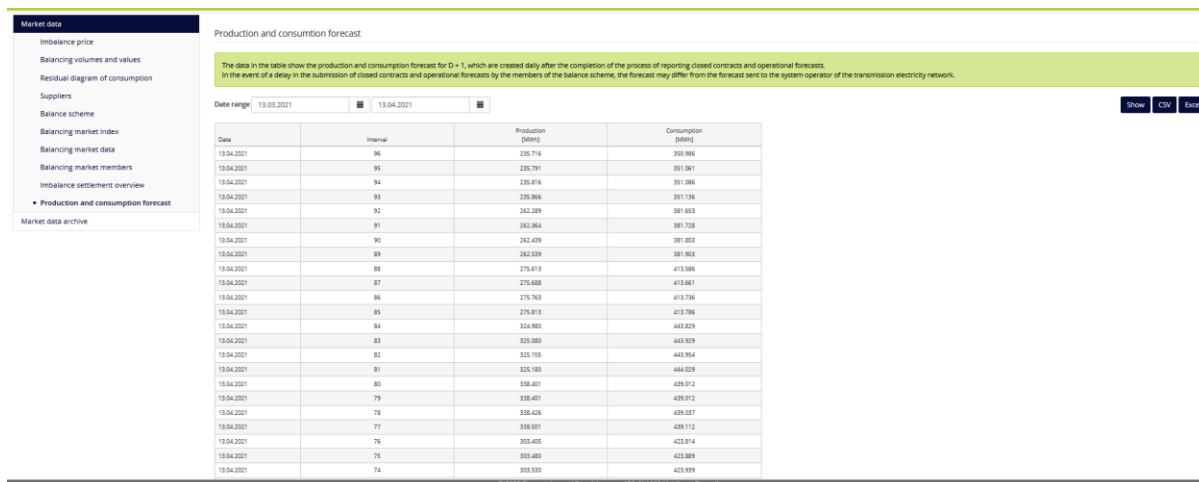 Market data
Imbalance price
Balancing volumes and values
Residual diagram of consumption
Suppliers
Balance scheme
Balancing market index
Balancing market data
Balancing market members
Imbalance settlement overview
Production and consumption forecast
Market data archive
Production and consumtion forecast
The data in the table show the production and consumption forecast for D + 1, which are created daily after the completion of the process of reporting closed contracts and operational forecasts.
In the event of a delay in the submission of closed contracts and operational forecasts by the members of the balance scheme, the forecast may differ from the forecast sent to the system operator of the transmission electricity network.
Date range 13.03.2021 13.04.2021 Show CSV Exce
Date Interval Production [MWh] Consumption [MWh]
13.04.2021 96 235.716 350.986
13.04.2021 95 235.791 351.061
13.04.2021 94 235.816 351.086
13.04.2021 93 235.866 351.136
13.04.2021 92 262.289 381.653
13.04.2021 91 262.364 381.728
13.04.2021 90 262.439 381.803
13.04.2021 89 262.539 381.903
13.04.2021 88 275.613 413.586
13.04.2021 87 275.688 413.661
13.04.2021 86 275.763 413.736
13.04.2021 85 275.813 413.786
13.04.2021 84 324.980 443.829
13.04.2021 83 325.080 443.929
13.04.2021 82 325.105 443.954
13.04.2021 81 325.180 444.029
13.04.2021 80 338.401 439.012
13.04.2021 79 338.401 439.012
13.04.2021 78 338.426 439.037
13.04.2021 77 338.501 439.112
13.04.2021 76 303.405 423.814
13.04.2021 75 303.480 423.889
13.04.2021 74 303.530 423.939